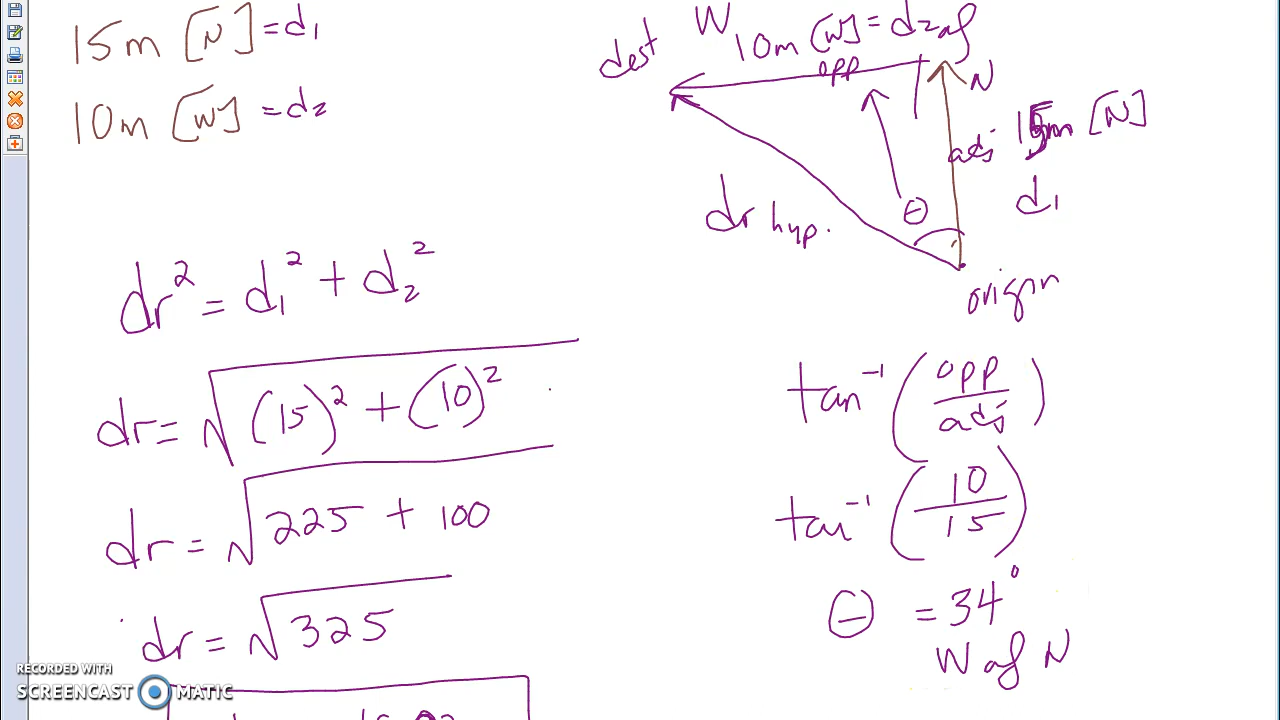 15m [N] = d1
10m [W] = d2
dest W 10m [W] = d2
opp
N
adj 15m [N]
d1
θ
dr hyp.
origin
dr² = d1² + d2²
dr = √(15)² + (10)²
dr = √225 + 100
dr = √325
tan⁻¹ (opp/adj)
tan⁻¹ (10/15)
θ = 34°
W of N
RECORDED WITH
SCREENCAST MATIC